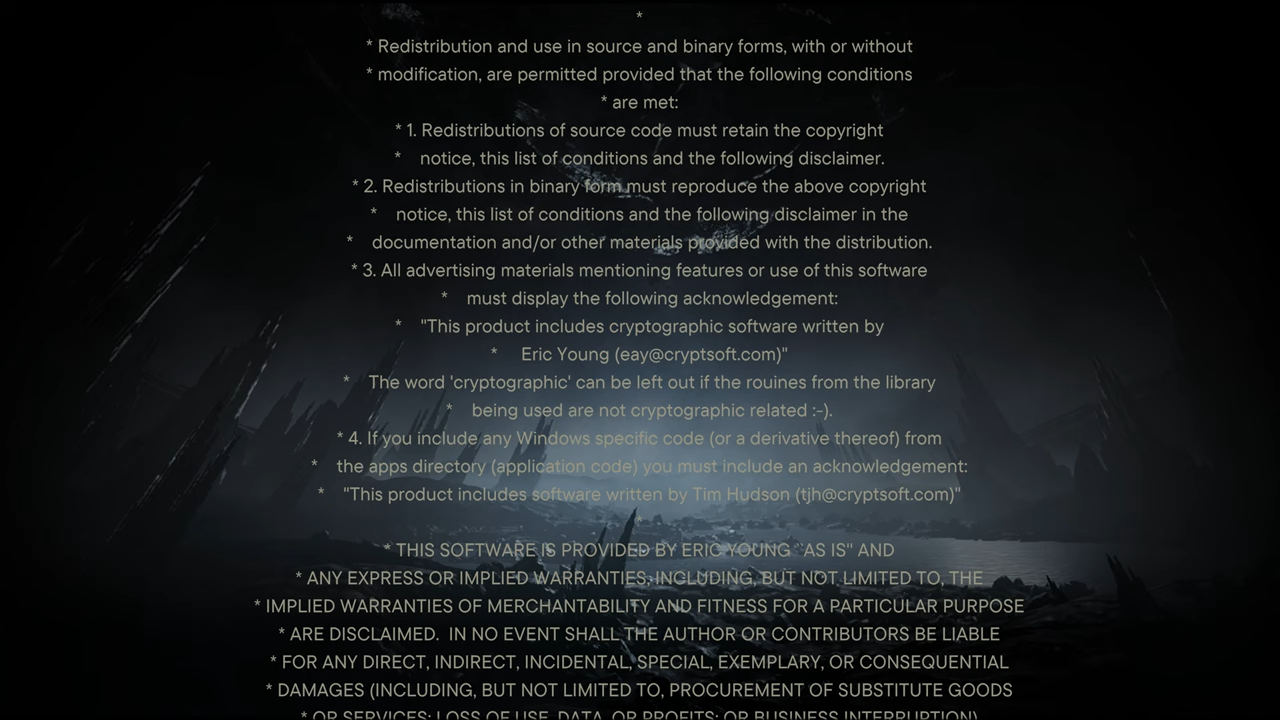 *
* Redistribution and use in source and binary forms, with or without
* modification, are permitted provided that the following conditions
* are met:
* 1. Redistributions of source code must retain the copyright
*    notice, this list of conditions and the following disclaimer.
* 2. Redistributions in binary form must reproduce the above copyright
*    notice, this list of conditions and the following disclaimer in the
*    documentation and/or other materials provided with the distribution.
* 3. All advertising materials mentioning features or use of this software
*    must display the following acknowledgement:
*    "This product includes cryptographic software written by
*     Eric Young (eay@cryptsoft.com)"
*    The word 'cryptographic' can be left out if the rouines from the library
*    being used are not cryptographic related :-).
* 4. If you include any Windows specific code (or a derivative thereof) from
*    the apps directory (application code) you must include an acknowledgement:
*    "This product includes software written by Tim Hudson (tjh@cryptsoft.com)"
*
* THIS SOFTWARE IS PROVIDED BY ERIC YOUNG ``AS IS'' AND
* ANY EXPRESS OR IMPLIED WARRANTIES, INCLUDING, BUT NOT LIMITED TO, THE
* IMPLIED WARRANTIES OF MERCHANTABILITY AND FITNESS FOR A PARTICULAR PURPOSE
* ARE DISCLAIMED.  IN NO EVENT SHALL THE AUTHOR OR CONTRIBUTORS BE LIABLE
* FOR ANY DIRECT, INDIRECT, INCIDENTAL, SPECIAL, EXEMPLARY, OR CONSEQUENTIAL
* DAMAGES (INCLUDING, BUT NOT LIMITED TO, PROCUREMENT OF SUBSTITUTE GOODS
* OR SERVICES; LOSS OF USE, DATA, OR PROFITS; OR BUSINESS INTERRUPTION)